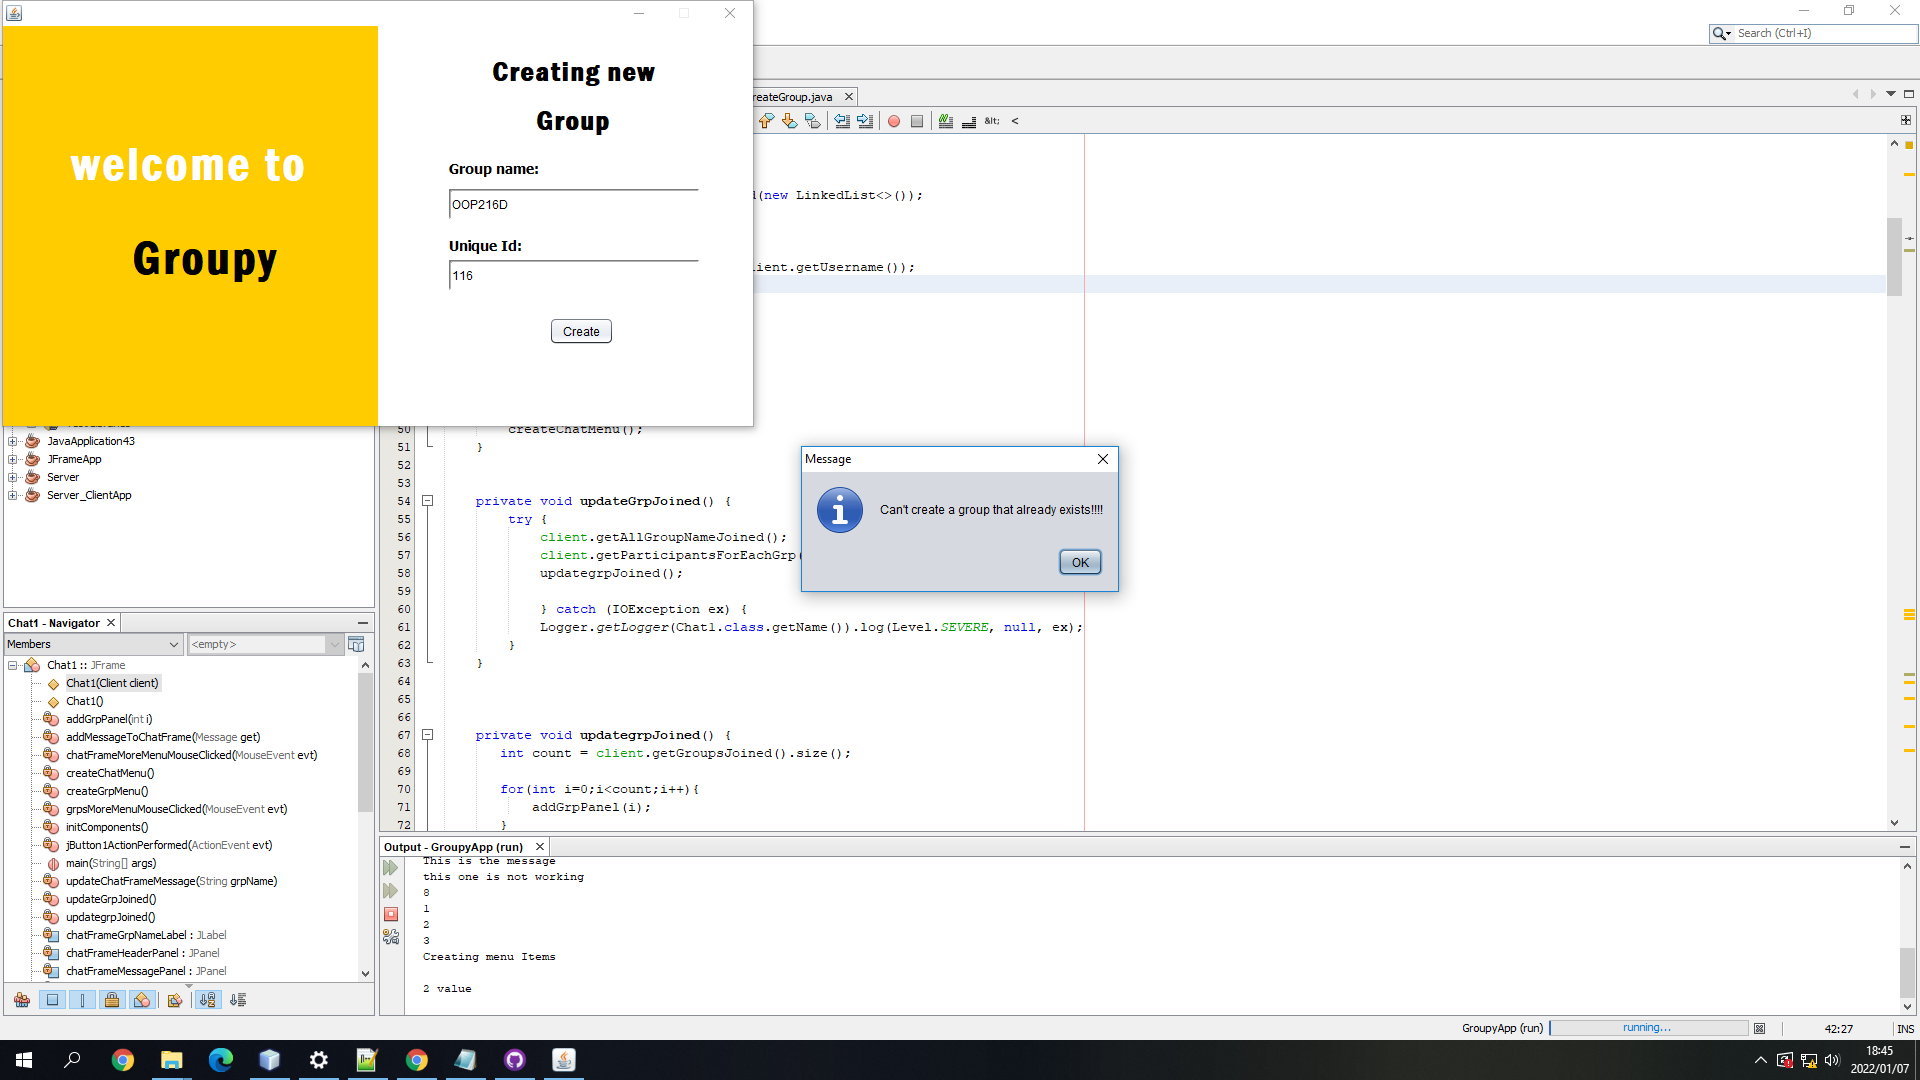 welcome to
Groupy
Creating new
Group
Group name:
OOP216D
Unique Id:
116
Create
Search (Ctrl+I)
reateGroup.java
&lt; <
(new LinkedList<>());
ient.getUsername());
JavaApplication43
JFrameApp
Server
Server_ClientApp
50 createChatMenu();
51 }
52
53
54 private void updateGrpJoined() {
55 try {
56 client.getAllGroupNameJoined();
57 client.getParticipantsForEachGrp(
58 updategrpJoined();
59
60 } catch (IOException ex) {
61 Logger.getLogger(Chat1.class.getName()).log(Level.SEVERE, null, ex);
62 }
63 }
64
65
66
67 private void updategrpJoined() {
68 int count = client.getGroupsJoined().size();
69
70 for(int i=0;i<count;i++){
71 addGrpPanel(i);
72 }
Message
Can't create a group that already exists!!!!
OK
Chat1 - Navigator
Members
<empty>
Chat1 :: JFrame
Chat1(Client client)
Chat1()
addGrpPanel(int i)
addMessageToChatFrame(Message get)
chatFrameMoreMenuMouseClicked(MouseEvent evt)
createChatMenu()
createGrpMenu()
grpsMoreMenuMouseClicked(MouseEvent evt)
initComponents()
jButton1ActionPerformed(ActionEvent evt)
main(String[] args)
updateChatFrameMessage(String grpName)
updateGrpJoined()
updategrpJoined()
chatFrameGrpNameLabel : JLabel
chatFrameHeaderPanel : JPanel
chatFrameMessagePanel : JPanel
Output - GroupyApp (run)
This is the message
this one is not working
8
1
2
3
Creating menu Items
2 value
GroupyApp (run)
running...
42:27
INS
18:45
2022/01/07